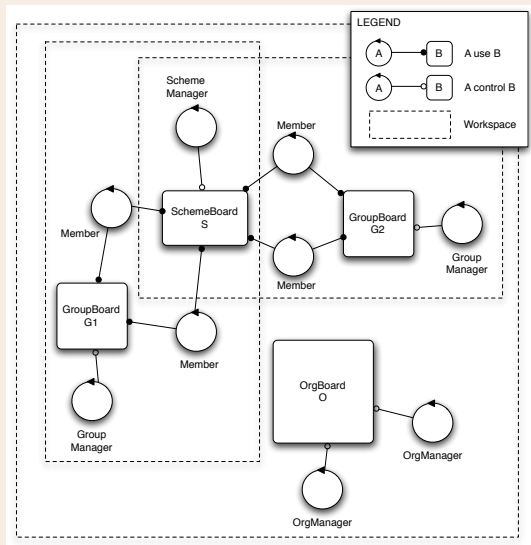 LEGEND
A
B
A use B
A
B
A control B
Workspace
Scheme
Manager
Member
SchemeBoard
S
GroupBoard
G2
Member
Group
Manager
Member
GroupBoard
G1
Member
Group
Manager
OrgBoard
O
OrgManager
OrgManager